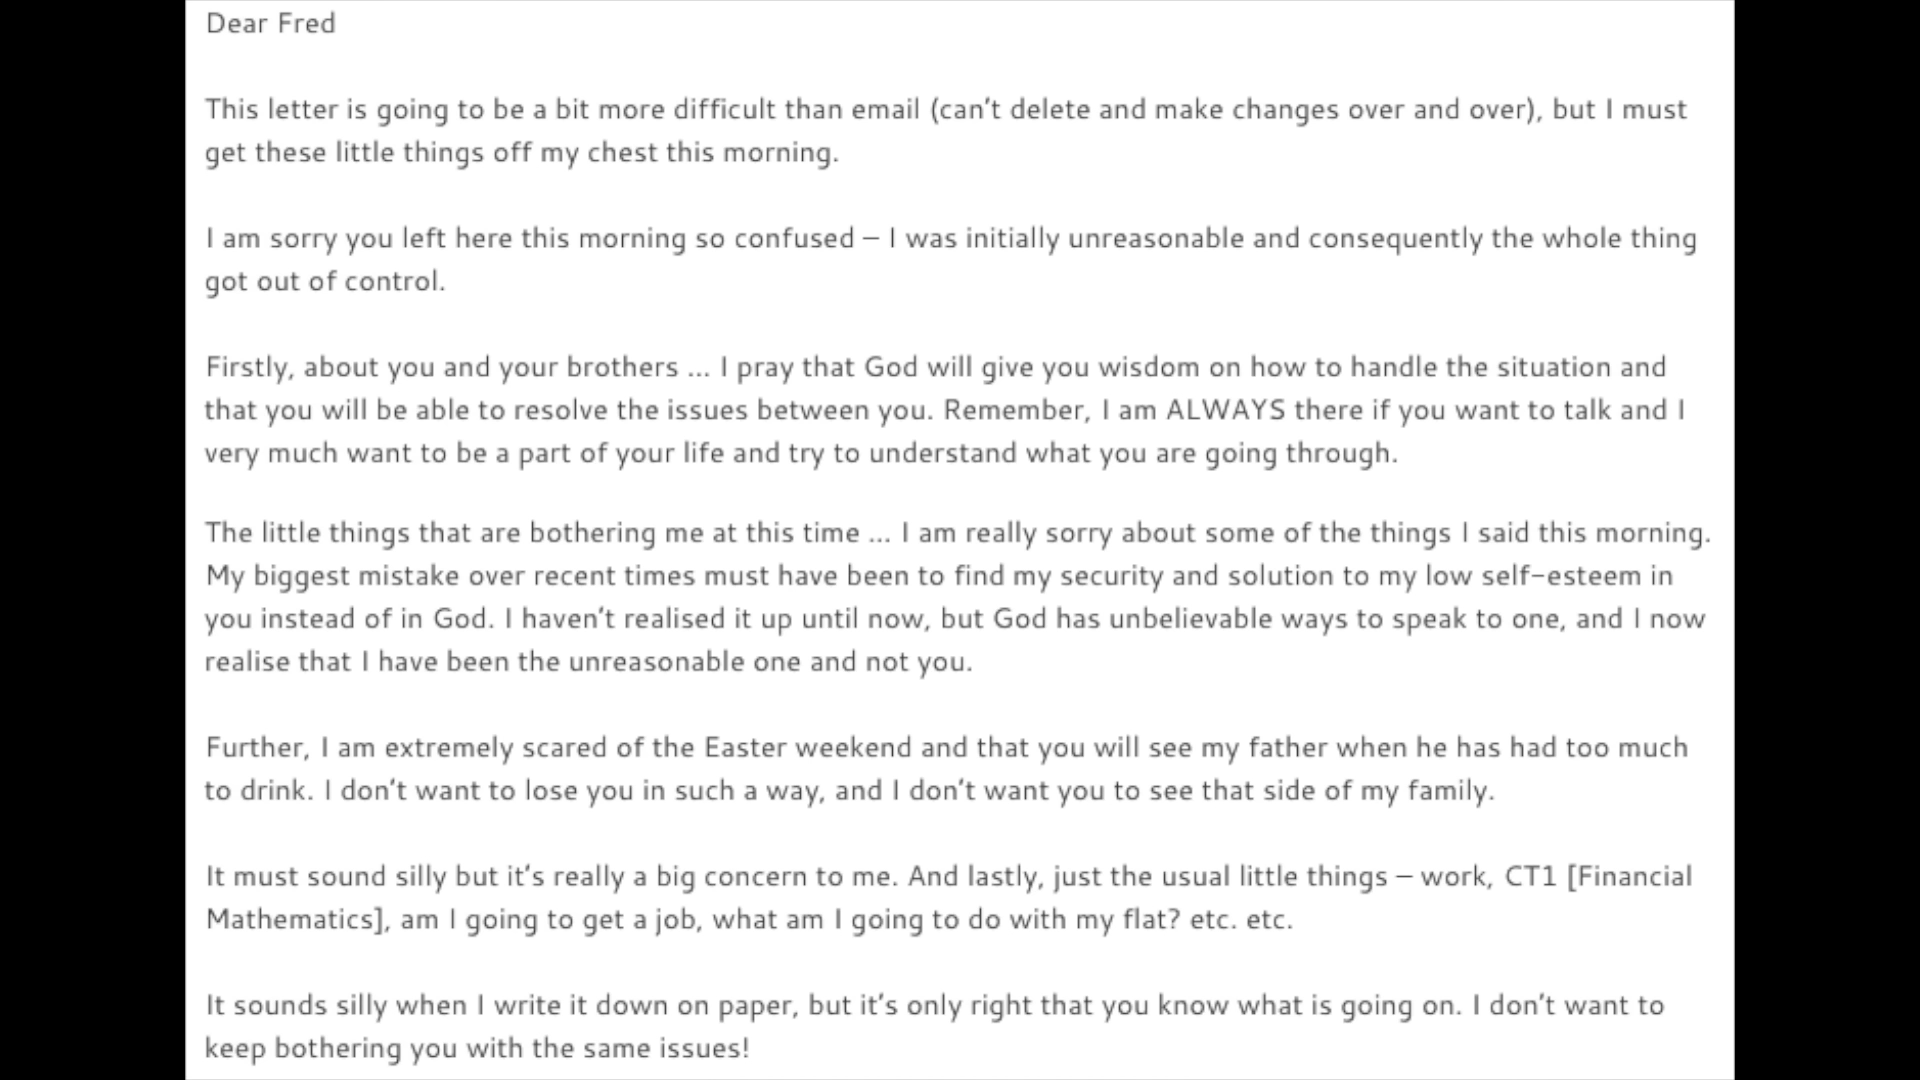 Dear Fred
This letter is going to be a bit more difficult than email (can't delete and make changes over and over), but I must
get these little things off my chest this morning.
I am sorry you left here this morning so confused – I was initially unreasonable and consequently the whole thing
got out of control.
Firstly, about you and your brothers ... I pray that God will give you wisdom on how to handle the situation and
that you will be able to resolve the issues between you. Remember, I am ALWAYS there if you want to talk and I
very much want to be a part of your life and try to understand what you are going through.
The little things that are bothering me at this time ... I am really sorry about some of the things I said this morning.
My biggest mistake over recent times must have been to find my security and solution to my low self-esteem in
you instead of in God. I haven't realised it up until now, but God has unbelievable ways to speak to one, and I now
realise that I have been the unreasonable one and not you.
Further, I am extremely scared of the Easter weekend and that you will see my father when he has had too much
to drink. I don't want to lose you in such a way, and I don't want you to see that side of my family.
It must sound silly but it's really a big concern to me. And lastly, just the usual little things – work, CT1 [Financial
Mathematics], am I going to get a job, what am I going to do with my flat? etc. etc.
It sounds silly when I write it down on paper, but it's only right that you know what is going on. I don't want to
keep bothering you with the same issues!